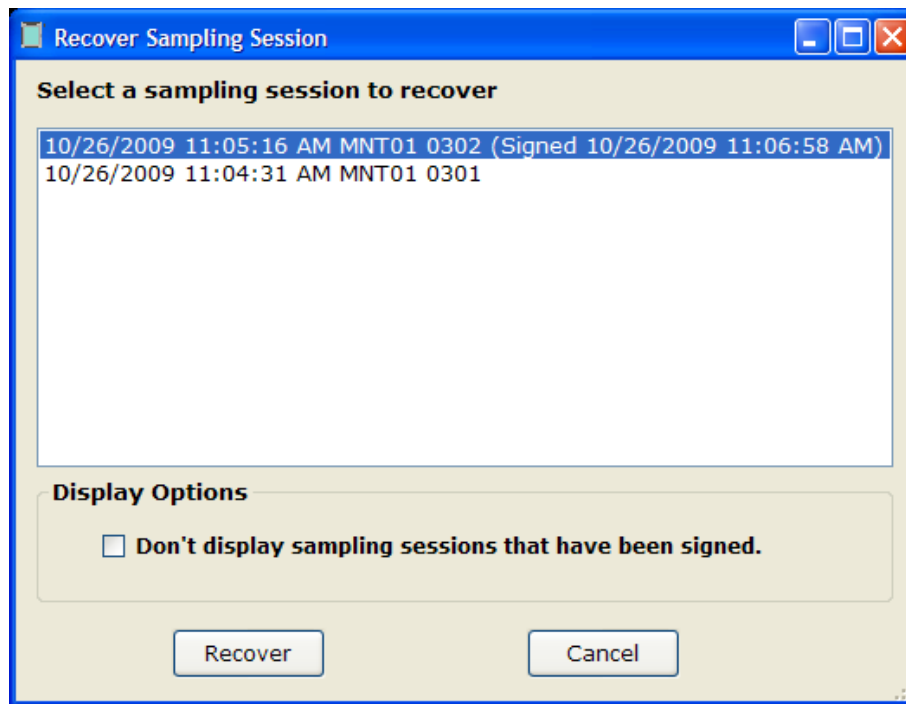 Recover Sampling Session
Select a sampling session to recover
10/26/2009 11:05:16 AM MNT01 0302 (Signed 10/26/2009 11:06:58 AM)
10/26/2009 11:04:31 AM MNT01 0301
Display Options
Don't display sampling sessions that have been signed.
Recover Cancel